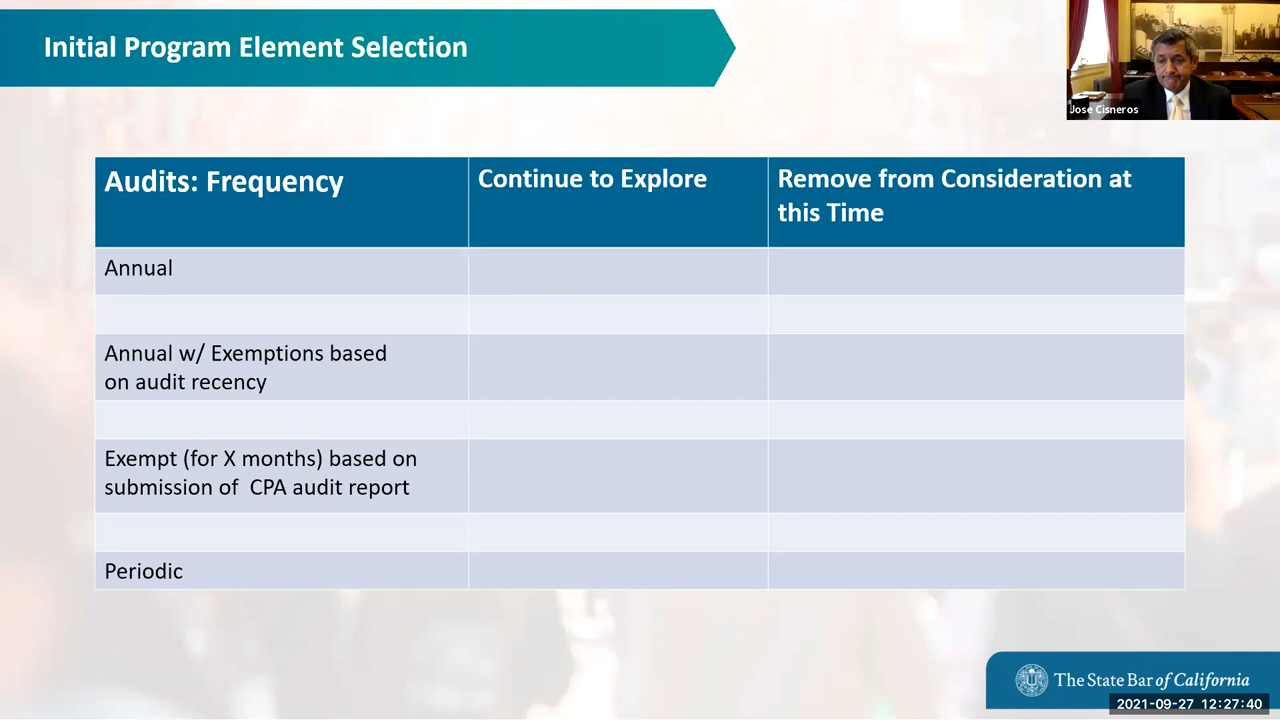 Initial Program Element Selection
Jose Cisneros
Audits: Frequency
Continue to Explore
Remove from Consideration at
this Time
Annual
Annual w/ Exemptions based
on audit recency
Exempt (for X months) based on
submission of  CPA audit report
Periodic
The State Bar of California
2021-09-27 12:27:40